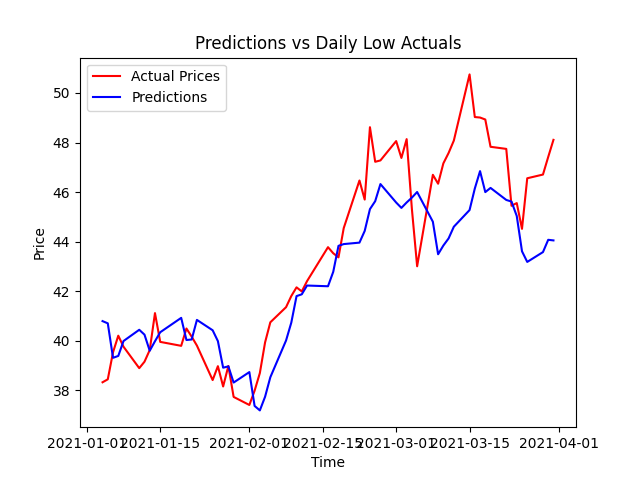 Predictions vs Daily Low Actuals
Actual Prices
Predictions
Price
50
48
46
44
42
40
38
2021-01-01
2021-01-15
2021-02-01
2021-02-15
2021-03-01
2021-03-15
2021-04-01
Time